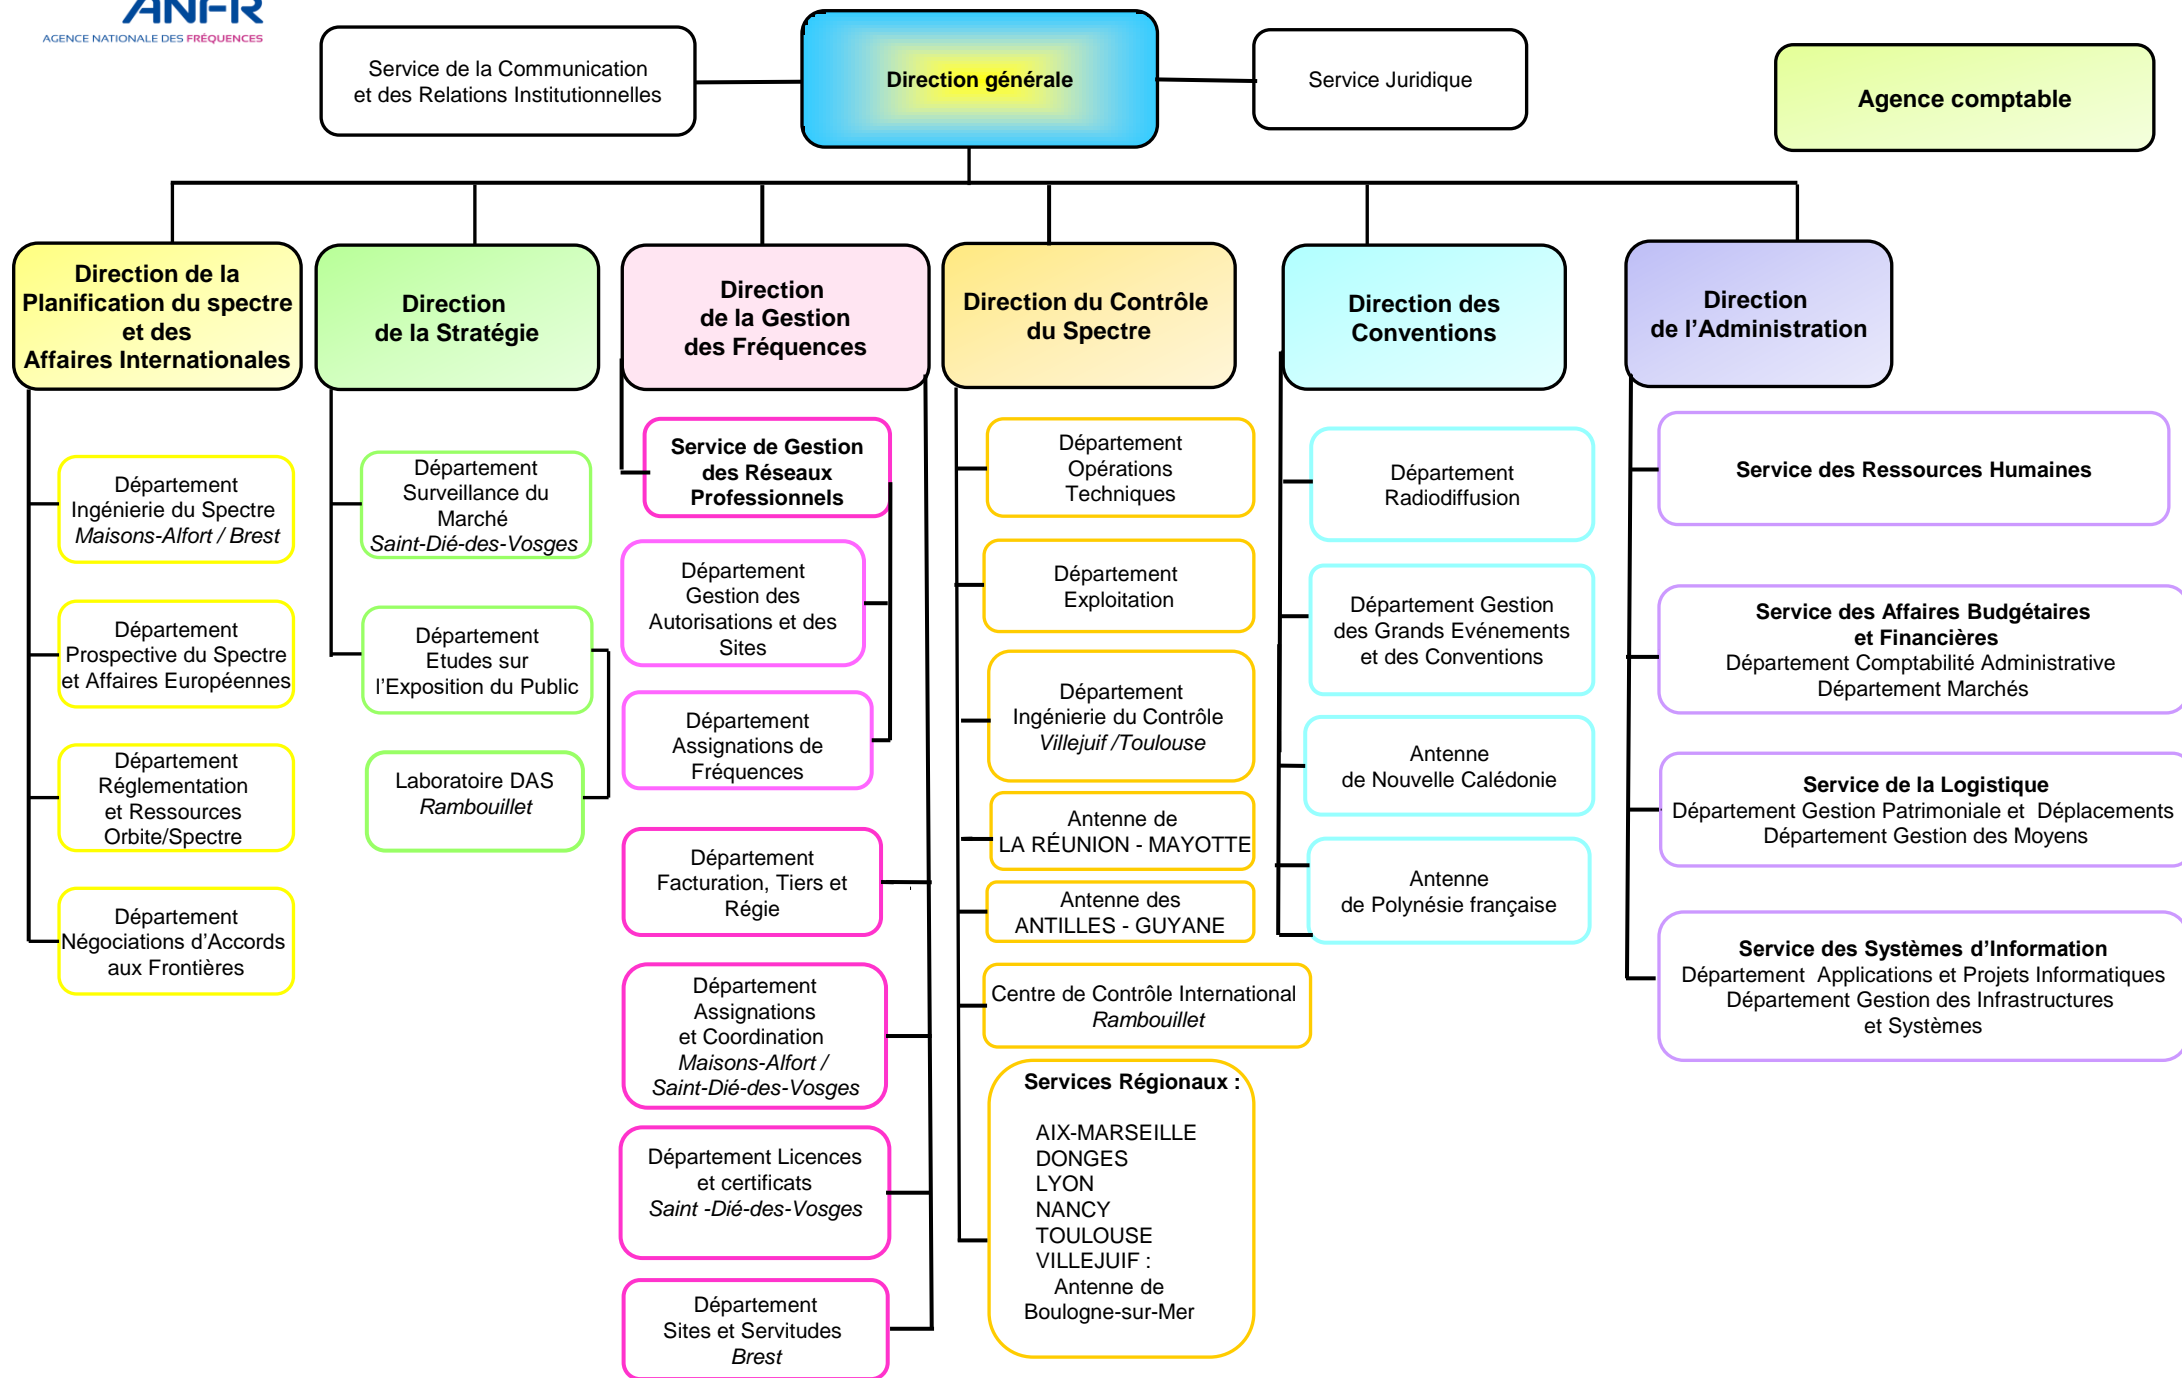 ANFR
AGENCE NATIONALE DES FRÉQUENCES
Service de la Communication
et des Relations Institutionnelles
Direction générale
Service Juridique
Agence comptable
Direction de la
Planification du spectre
et des
Affaires Internationales
Département
Ingénierie du Spectre
Maisons-Alfort / Brest
Département
Prospective du Spectre
et Affaires Européennes
Département
Réglementation
et Ressources
Orbite/Spectre
Département
Négociations d’Accords
aux Frontières
Direction
de la Stratégie
Département
Surveillance du
Marché
Saint-Dié-des-Vosges
Département
Etudes sur
l’Exposition du Public
Laboratoire DAS
Rambouillet
Direction
de la Gestion
des Fréquences
Service de Gestion
des Réseaux
Professionnels
Département
Gestion des
Autorisations et des
Sites
Département
Assignations de
Fréquences
Département
Facturation, Tiers et
Régie
Département
Assignations
et Coordination
Maisons-Alfort /
Saint-Dié-des-Vosges
Département Licences
et certificats
Saint -Dié-des-Vosges
Département
Sites et Servitudes
Brest
Direction du Contrôle
du Spectre
Département
Opérations
Techniques
Département
Exploitation
Département
Ingénierie du Contrôle
Villejuif /Toulouse
Antenne de
LA RÉUNION - MAYOTTE
Antenne des
ANTILLES - GUYANE
Centre de Contrôle International
Rambouillet
Services Régionaux :
AIX-MARSEILLE
DONGES
LYON
NANCY
TOULOUSE
VILLEJUIF :
Antenne de
Boulogne-sur-Mer
Direction des
Conventions
Département
Radiodiffusion
Département Gestion
des Grands Evénements
et des Conventions
Antenne
de Nouvelle Calédonie
Antenne
de Polynésie française
Direction
de l’Administration
Service des Ressources Humaines
Service des Affaires Budgétaires
et Financières
Département Comptabilité Administrative
Département Marchés
Service de la Logistique
Département Gestion Patrimoniale et Déplacements
Département Gestion des Moyens
Service des Systèmes d’Information
Département Applications et Projets Informatiques
Département Gestion des Infrastructures
et Systèmes